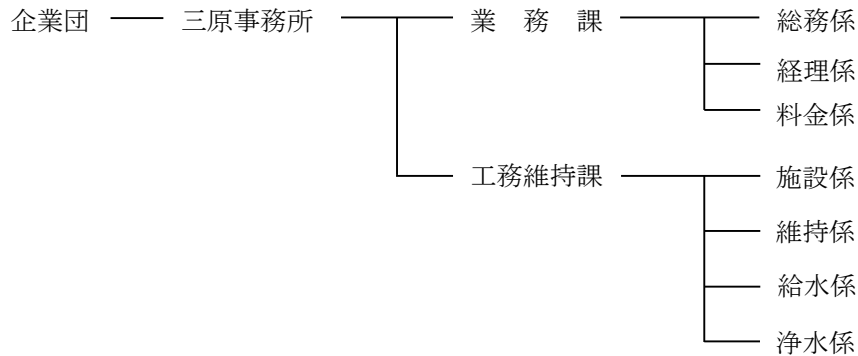 企業団 三原事務所 業務課 総務係
経理係
料金係
工務維持課 施設係
維持係
給水係
浄水係